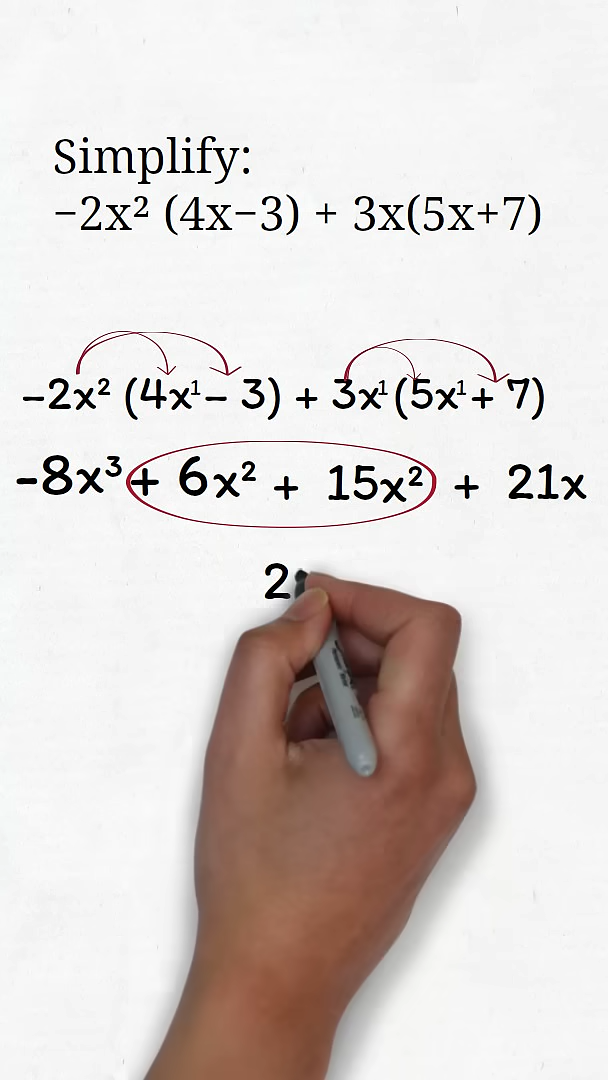 Simplify:
−2x² (4x−3) + 3x(5x+7)
−2x² (4x¹− 3) + 3x¹(5x¹+ 7)
-8x³ + 6x² + 15x² + 21x
2